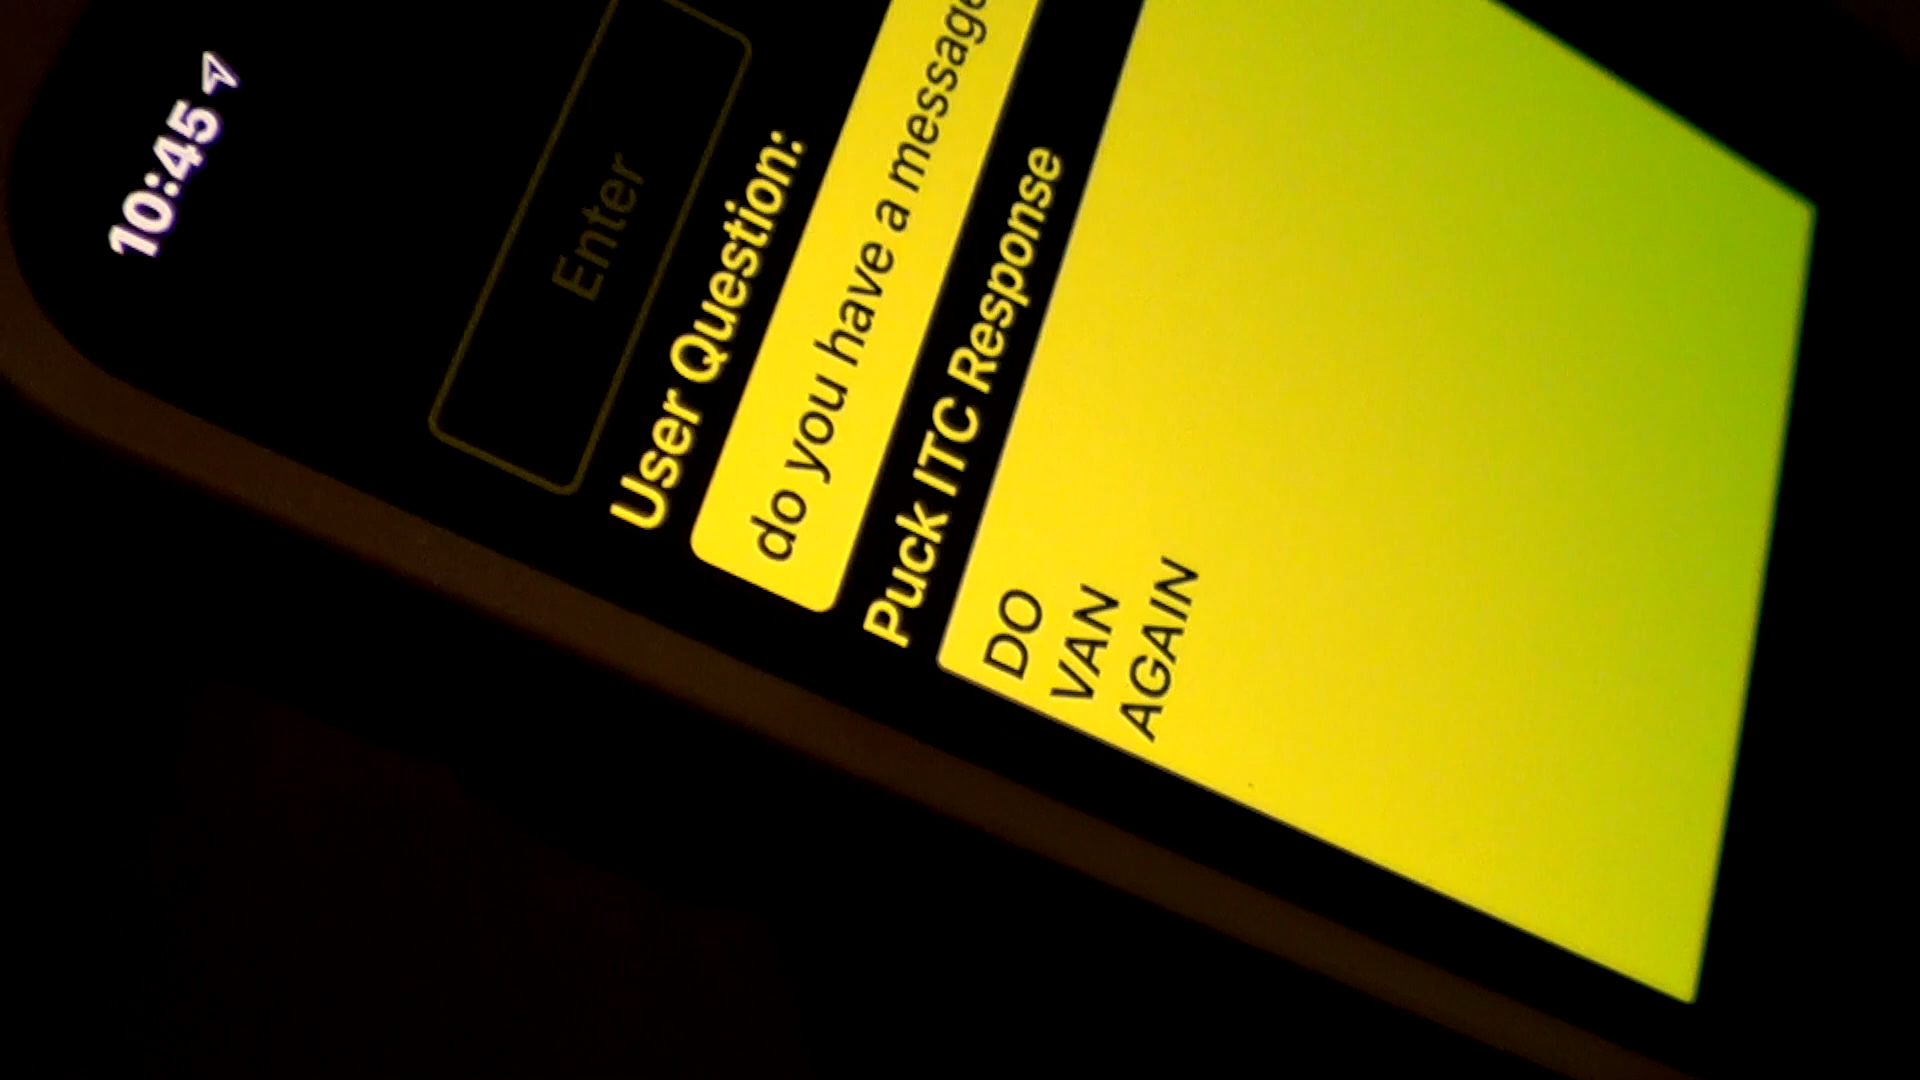 10:45
Enter
User Question:
do you have a message
Puck ITC Response
DO
VAN
AGAIN